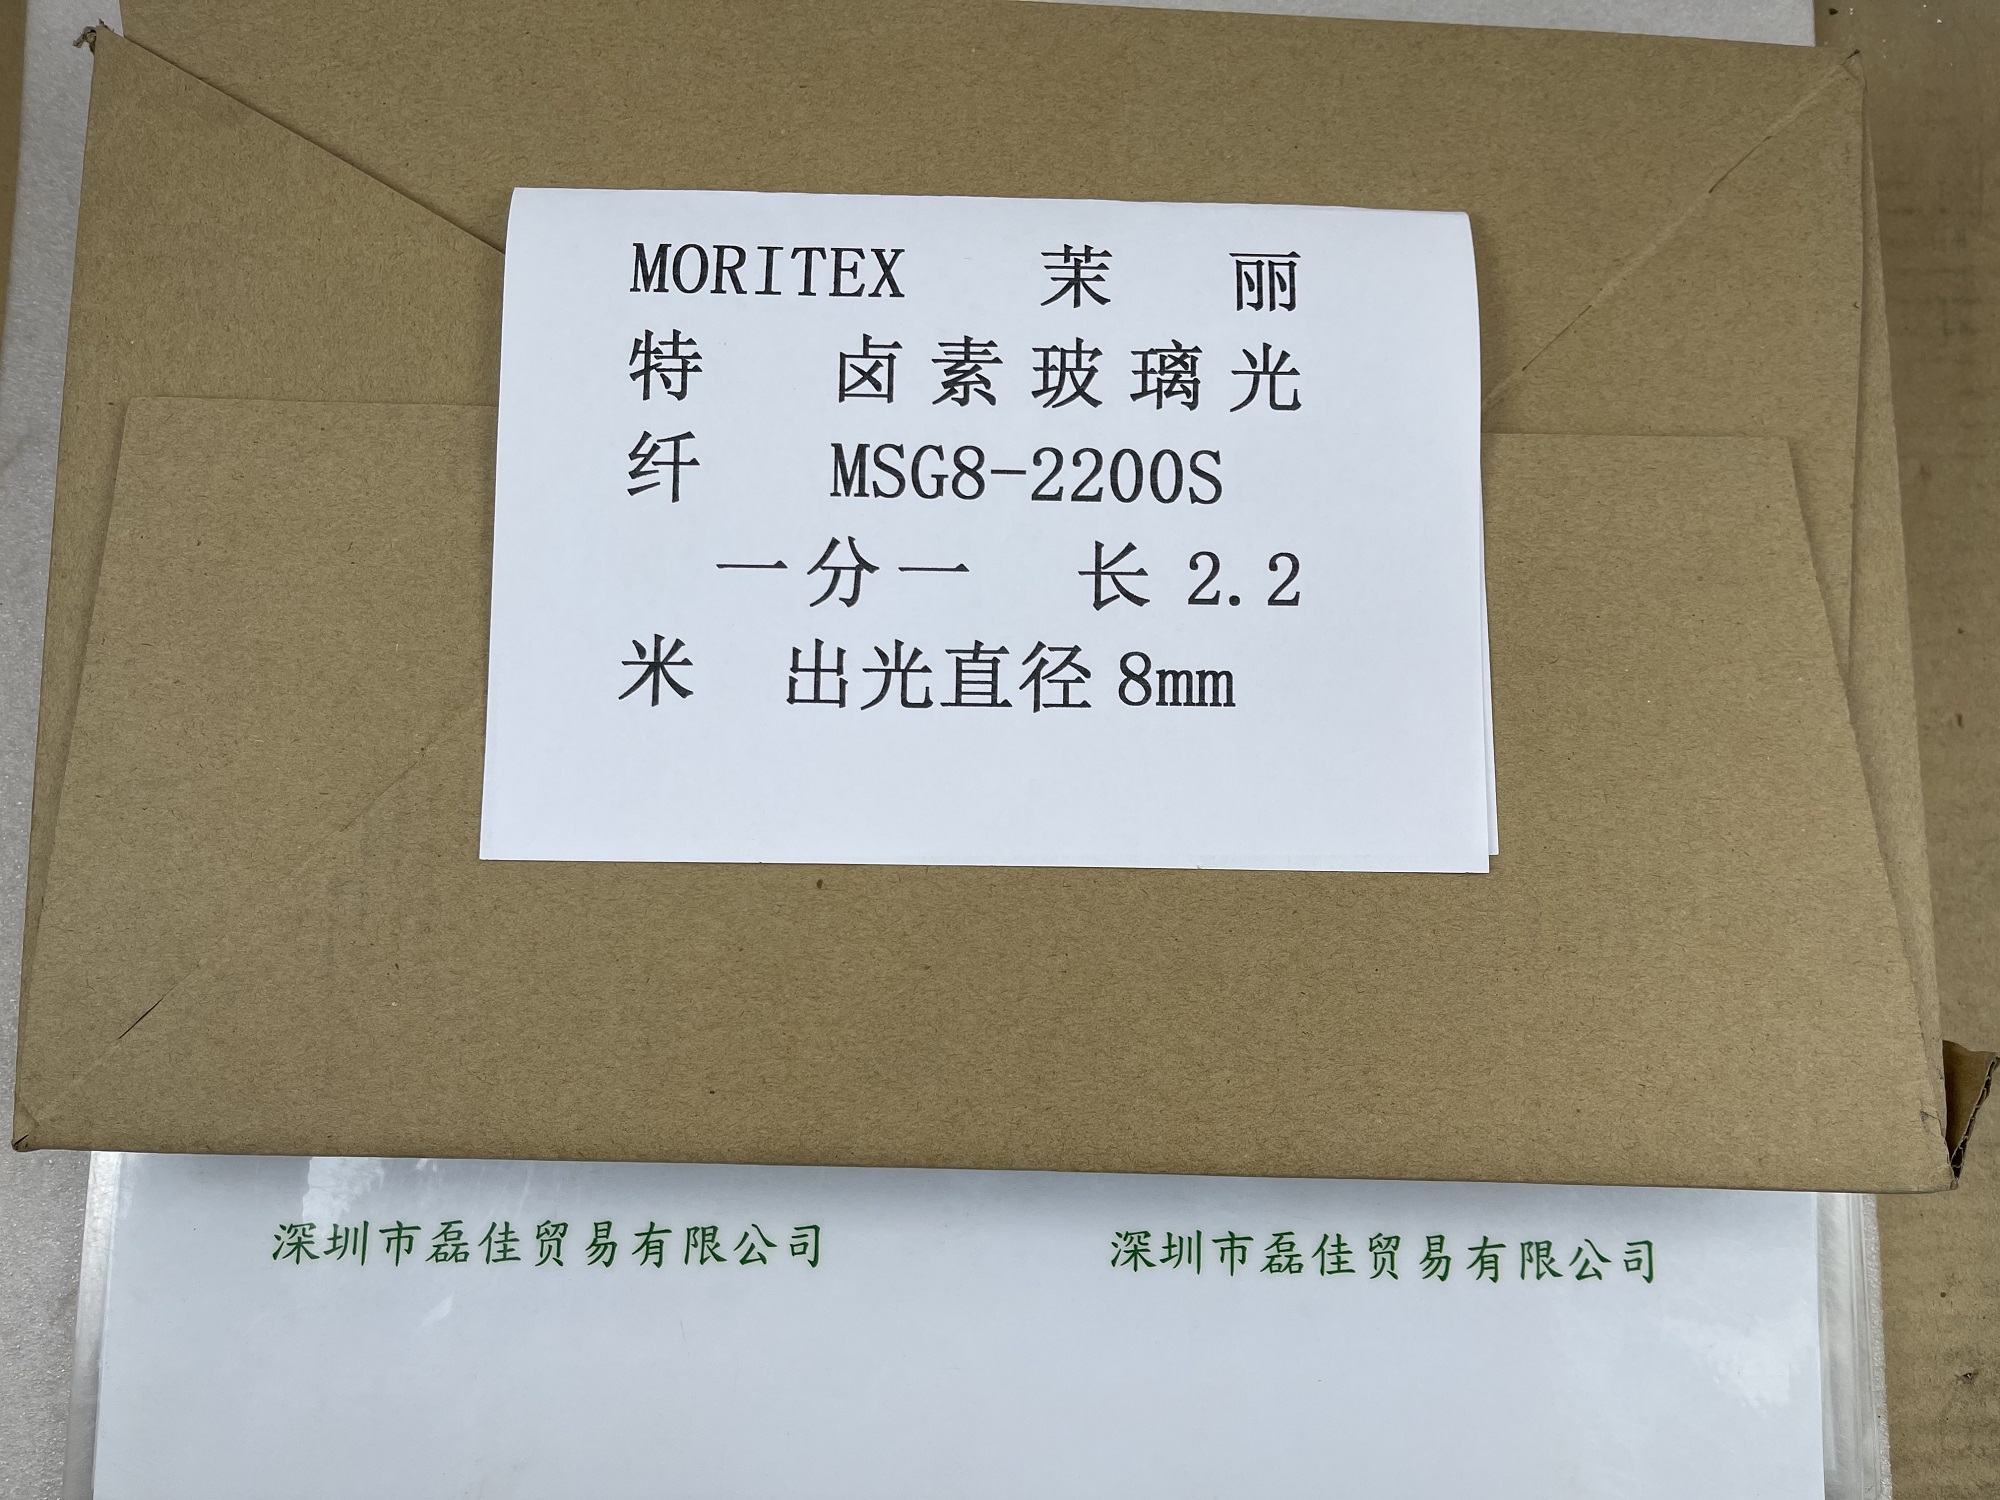 MORITEX 茉 丽
特 卤素玻璃光
纤 MSG8-2200S
一分一 长 2.2
米 出光直径 8mm
深圳市磊佳贸易有限公司 深圳市磊佳贸易有限公司